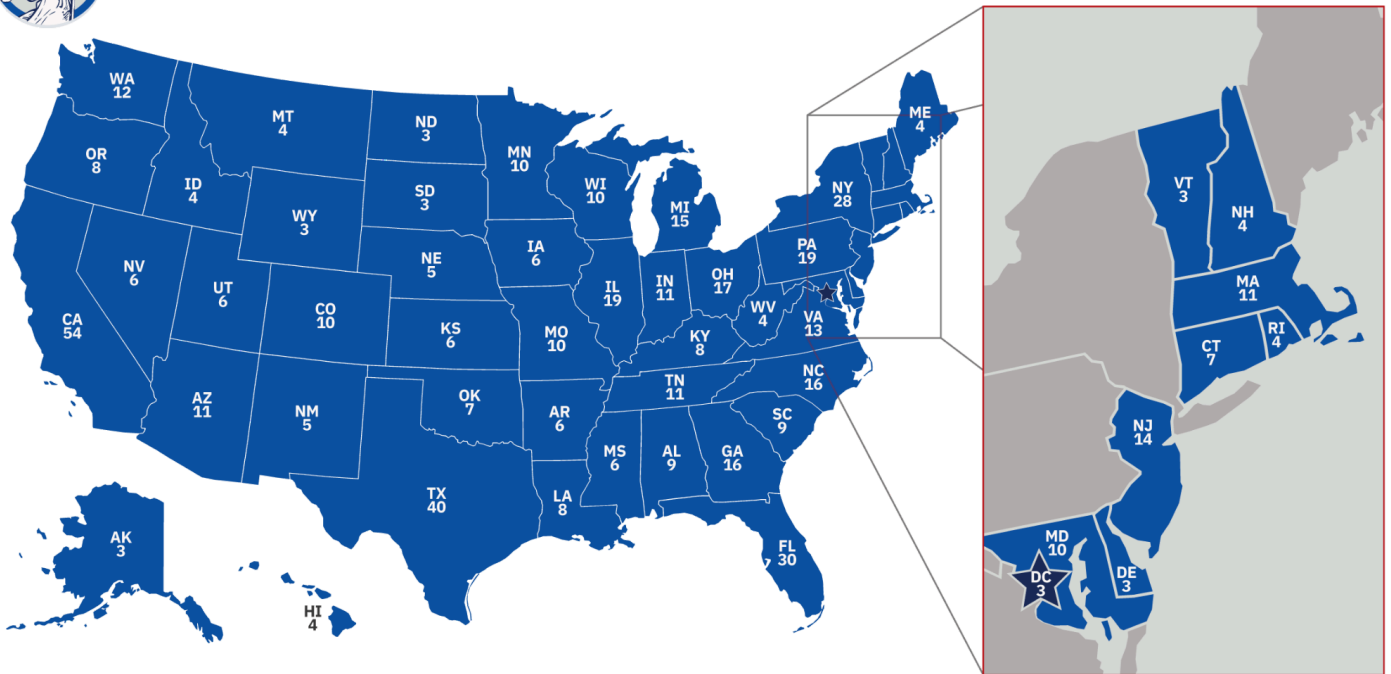 WA
12
MT
4
ND
3
MN
10
ME
4
OR
8
ID
4
WY
3
SD
3
WI
10
MI
15
NY
28
NV
6
UT
6
CO
10
NE
5
IA
6
IL
19
IN
11
OH
17
PA
19
CA
54
KS
6
MO
10
KY
8
WV
4
VA
13
AZ
11
NM
5
OK
7
AR
6
TN
11
NC
16
SC
9
TX
40
LA
8
MS
6
AL
9
GA
16
FL
30
AK
3
HI
4
VT
3
NH
4
MA
11
RI
4
CT
7
NJ
14
MD
10
DC
3
DE
3